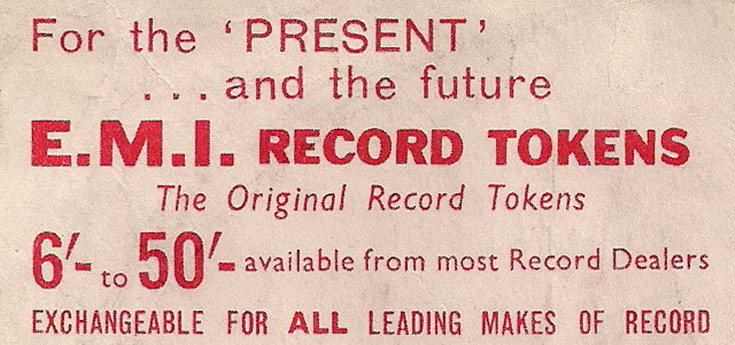 For the ‘PRESENT’
...and the future
E.M.I. RECORD TOKENS
The Original Record Tokens
6/- to 50/- available from most Record Dealers
EXCHANGEABLE FOR ALL LEADING MAKES OF RECORD